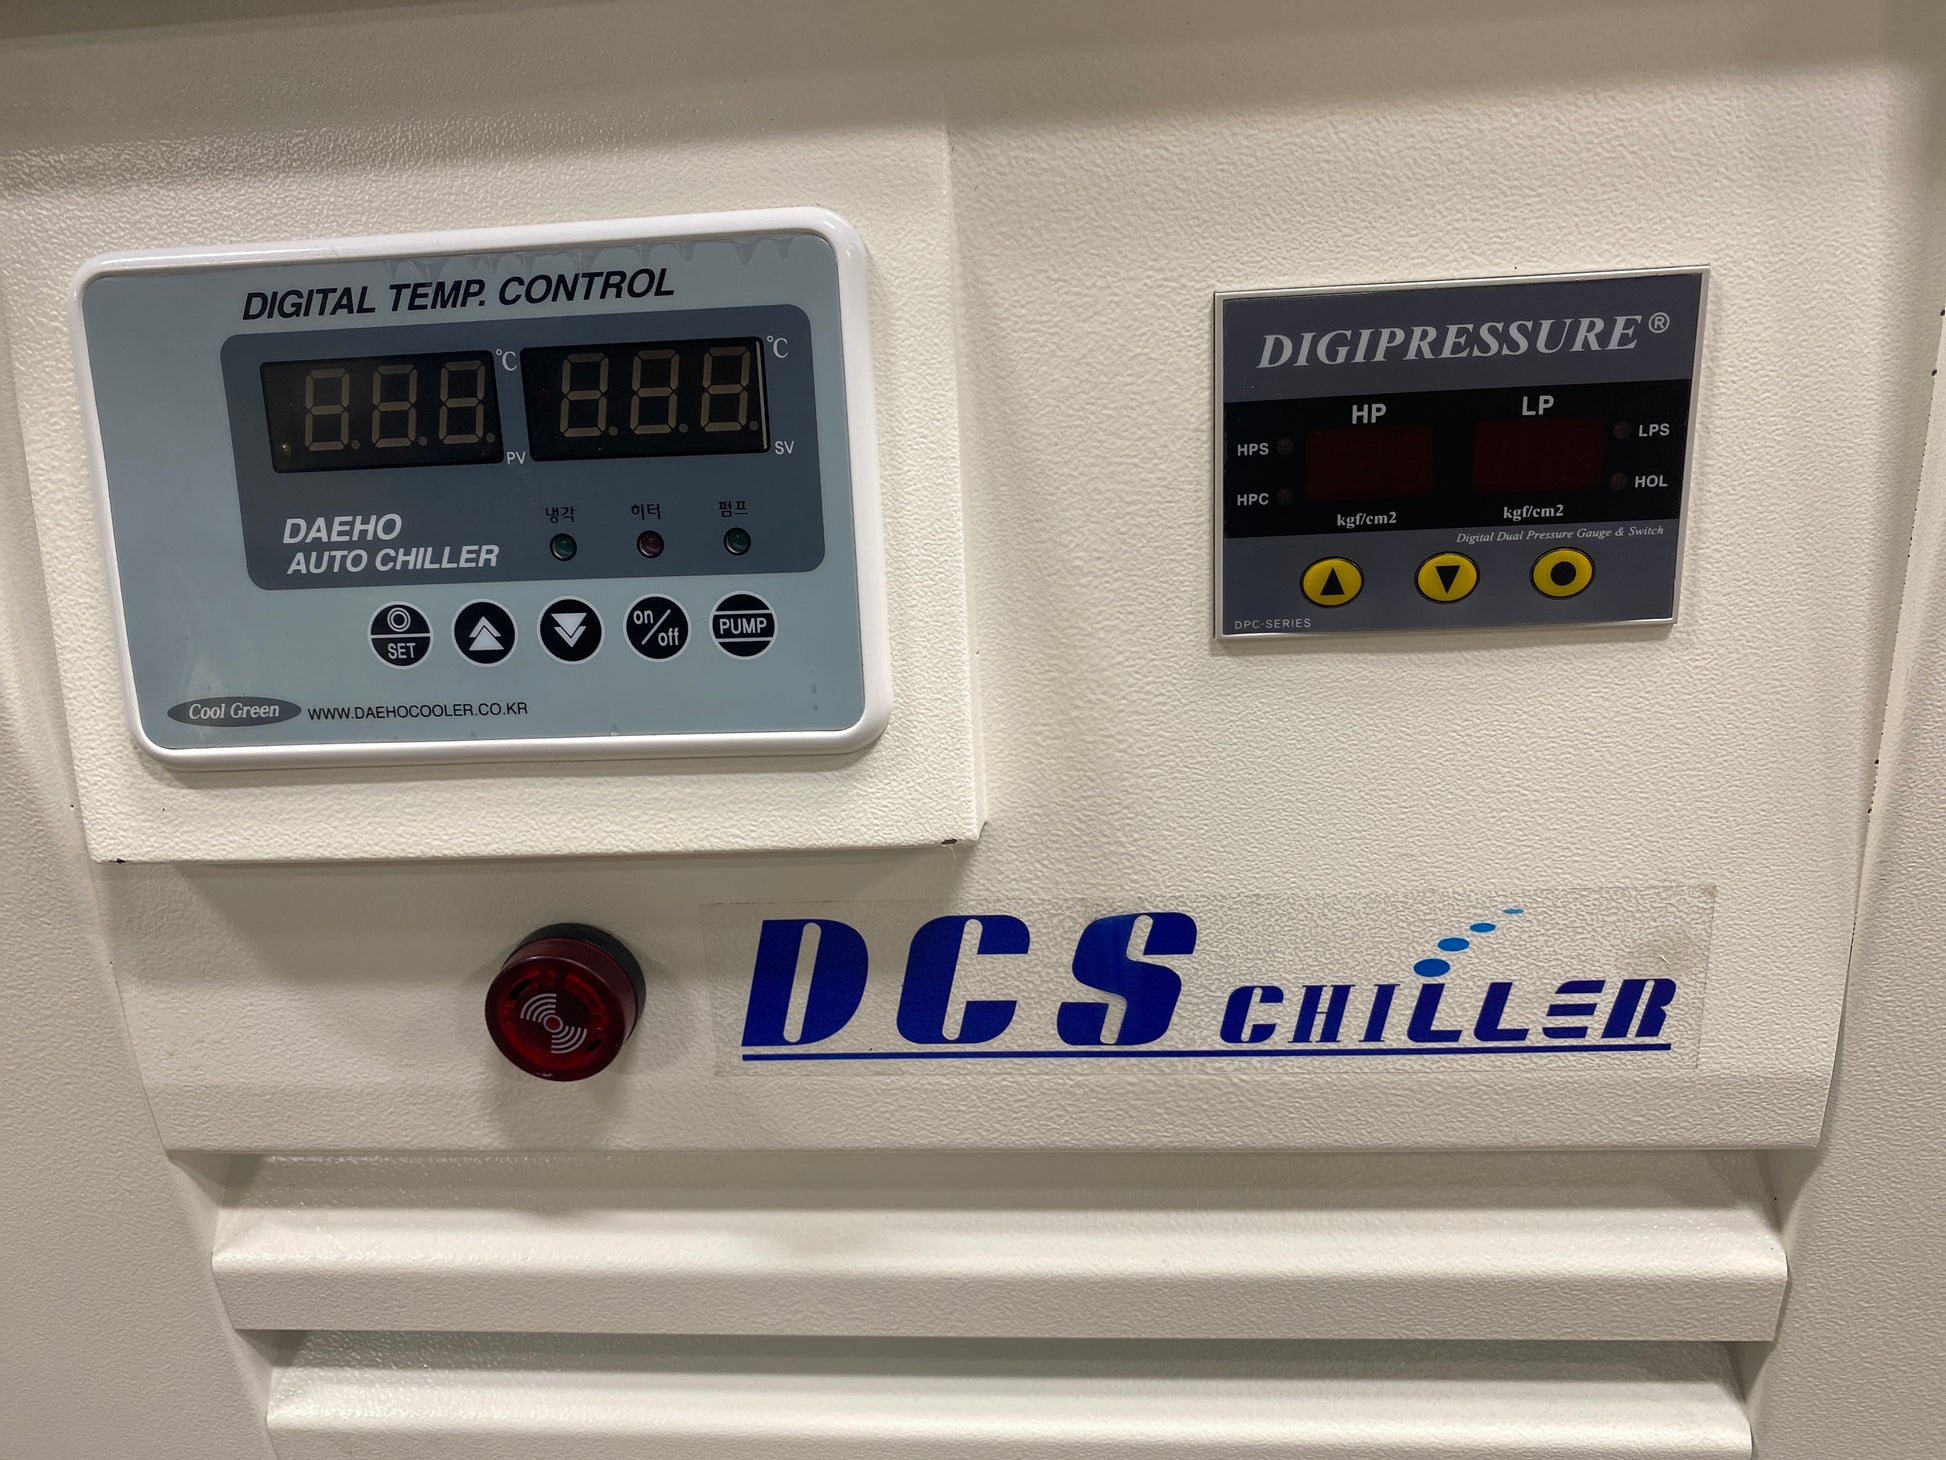 DIGITAL TEMP. CONTROL
°C
°C
PV
SV
DAEHO
AUTO CHILLER
냉각
히터
펌프
SET
on/off
PUMP
Cool Green
WWW.DAEHOCOOLER.CO.KR
DIGIPRESSURE®
HP
LP
HPS
LPS
HPC
HOL
kgf/cm2
kgf/cm2
Digital Dual Pressure Gauge & Switch
DPC-SERIES
DCS CHILLER